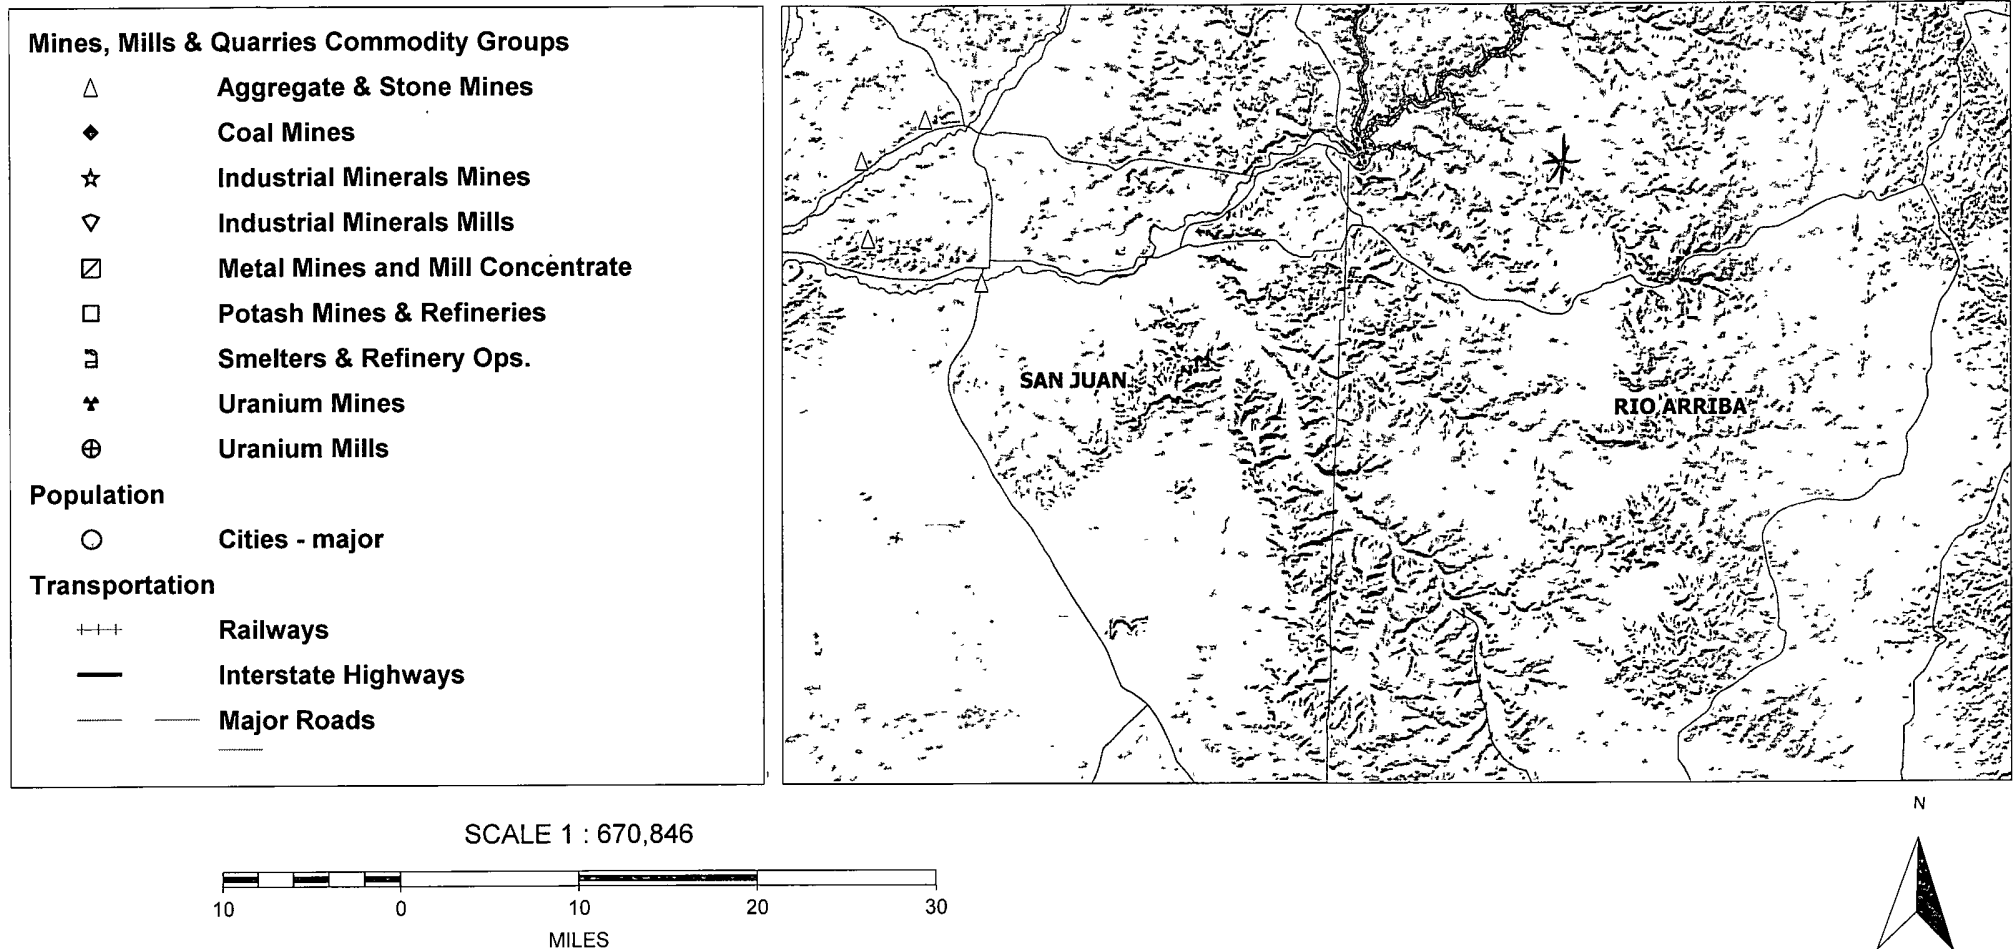 Mines, Mills & Quarries Commodity Groups
Aggregate & Stone Mines
Coal Mines
Industrial Minerals Mines
Industrial Minerals Mills
Metal Mines and Mill Concentrate
Potash Mines & Refineries
Smelters & Refinery Ops.
Uranium Mines
Uranium Mills
Population
Cities - major
Transportation
Railways
Interstate Highways
Major Roads
SAN JUAN
RIO ARRIBA
SCALE 1 : 670,846
10 0 10 20 30
MILES
N